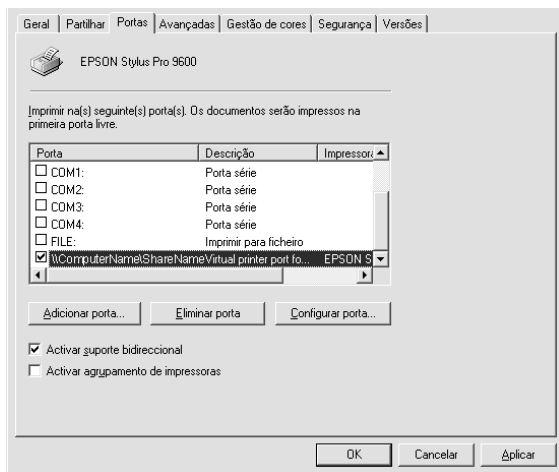 Geral Partilhar Portas Avançadas Gestão de cores Segurança Versões
EPSON Stylus Pro 9600
Imprimir na(s) seguinte(s) porta(s). Os documentos serão impressos na
primeira porta livre.
Porta Descrição Impressora
COM1: Porta série
COM2: Porta série
COM3: Porta série
COM4: Porta série
FILE: Imprimir para ficheiro
\\ComputerName\ShareName Virtual printer port fo... EPSON S
Adicionar porta... Eliminar porta Configurar porta...
Activar suporte bidireccional
Activar agrupamento de impressoras
OK Cancelar Aplicar